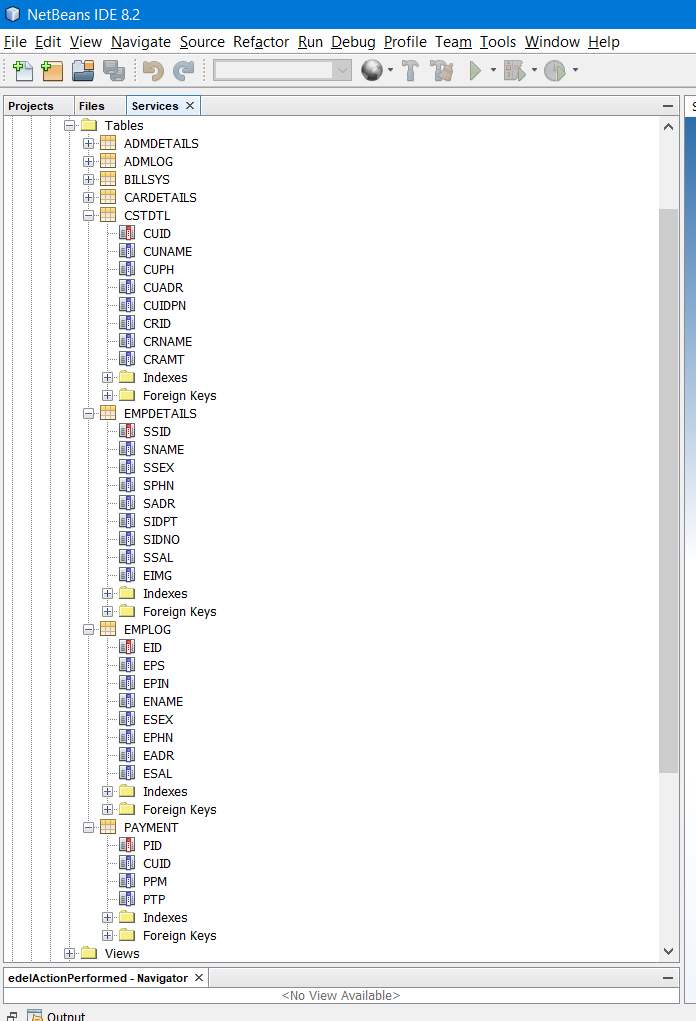 NetBeans IDE 8.2
File Edit View Navigate Source Refactor Run Debug Profile Team Tools Window Help
Projects Files Services
Tables
ADMDETAILS
ADMLOG
BILLSYS
CARDETAILS
CSTDTL
CUID
CUNAME
CUPH
CUADR
CUIDPN
CRID
CRNAME
CRAMT
Indexes
Foreign Keys
EMPDETAILS
SSID
SNAME
SSEX
SPHN
SADR
SIDPT
SIDNO
SSAL
EIMG
Indexes
Foreign Keys
EMPLOG
EID
EPS
EPIN
ENAME
ESEX
EPHN
EADR
ESAL
Indexes
Foreign Keys
PAYMENT
PID
CUID
PPM
PTP
Indexes
Foreign Keys
Views
edelActionPerformed - Navigator
<No View Available>
Output